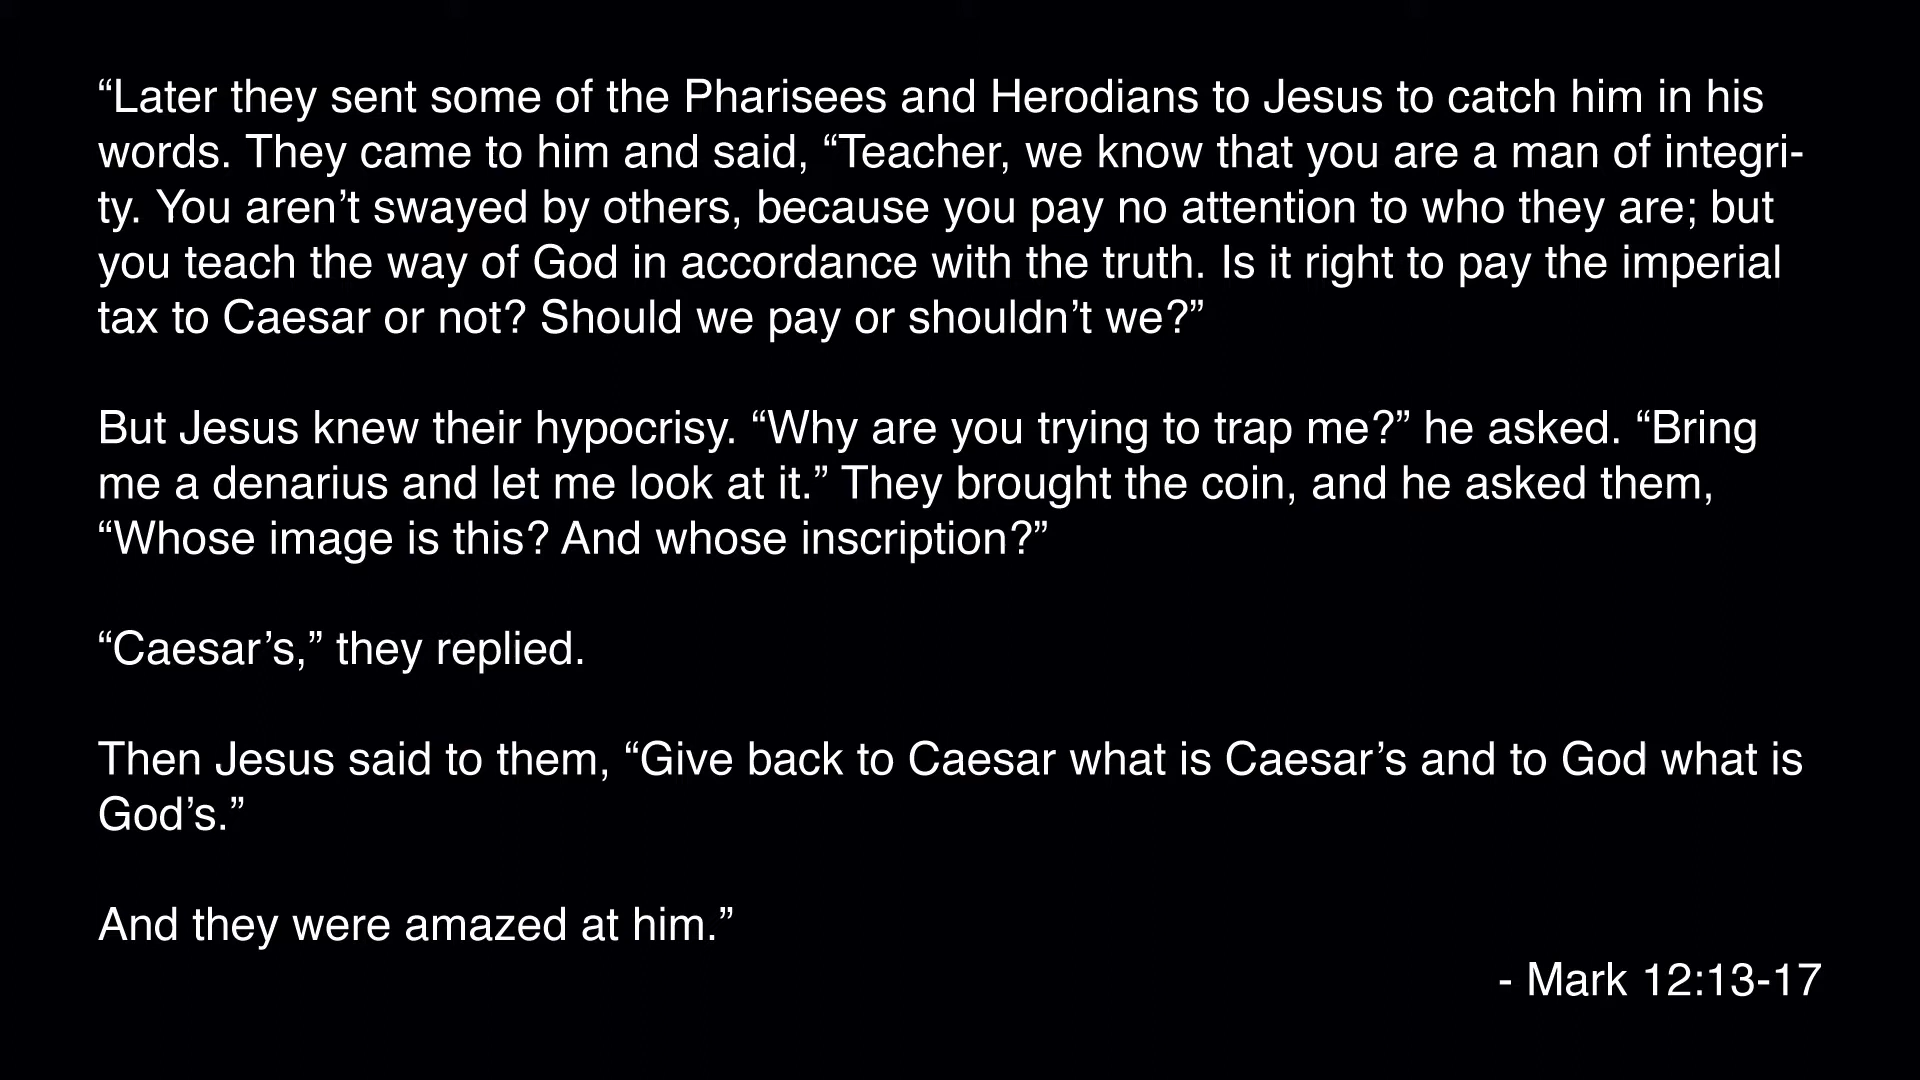 “Later they sent some of the Pharisees and Herodians to Jesus to catch him in his
words. They came to him and said, “Teacher, we know that you are a man of integri-
ty. You aren’t swayed by others, because you pay no attention to who they are; but
you teach the way of God in accordance with the truth. Is it right to pay the imperial
tax to Caesar or not? Should we pay or shouldn’t we?”
But Jesus knew their hypocrisy. “Why are you trying to trap me?” he asked. “Bring
me a denarius and let me look at it.” They brought the coin, and he asked them,
“Whose image is this? And whose inscription?”
“Caesar’s,” they replied.
Then Jesus said to them, “Give back to Caesar what is Caesar’s and to God what is
God’s.”
And they were amazed at him.”
- Mark 12:13-17